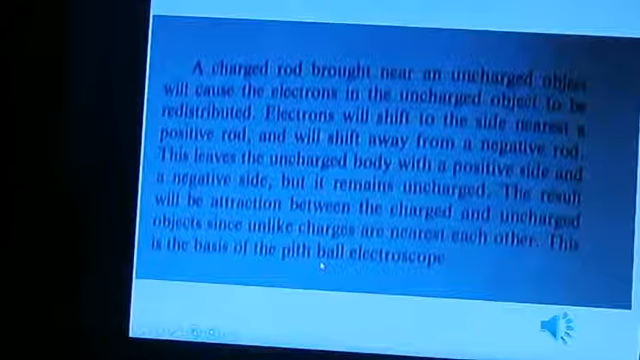 A charged rod brought near an uncharged object
will cause the electrons in the uncharged object to be
redistributed. Electrons will shift to the side nearest a
positive rod, and will shift away from a negative rod.
This leaves the uncharged body with a positive side and
a negative side, but it remains uncharged. The result
will be attraction between the charged and uncharged
objects since unlike charges are nearest each other. This
is the basis of the pith ball electroscope